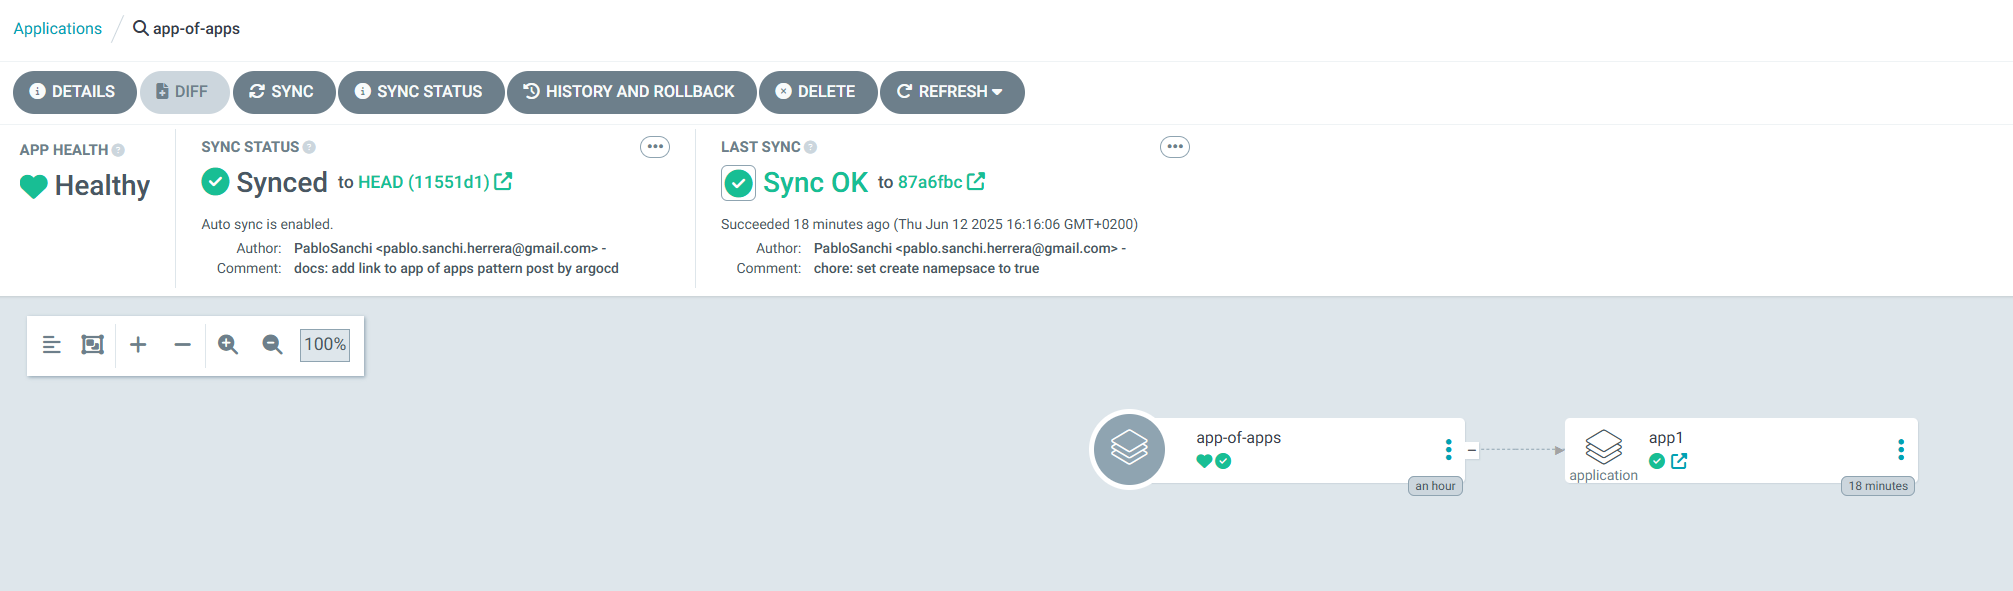 Applications / app-of-apps
DETAILS DIFF SYNC SYNC STATUS HISTORY AND ROLLBACK DELETE REFRESH
APP HEALTH
Healthy
SYNC STATUS
Synced to HEAD (11551d1)
Auto sync is enabled.
Author: PabloSanchi <pablo.sanchi.herrera@gmail.com> -
Comment: docs: add link to app of apps pattern post by argocd
LAST SYNC
Sync OK to 87a6fbc
Succeeded 18 minutes ago (Thu Jun 12 2025 16:16:06 GMT+0200)
Author: PabloSanchi <pablo.sanchi.herrera@gmail.com> -
Comment: chore: set create namepsace to true
100%
app-of-apps
an hour
app1
application
18 minutes